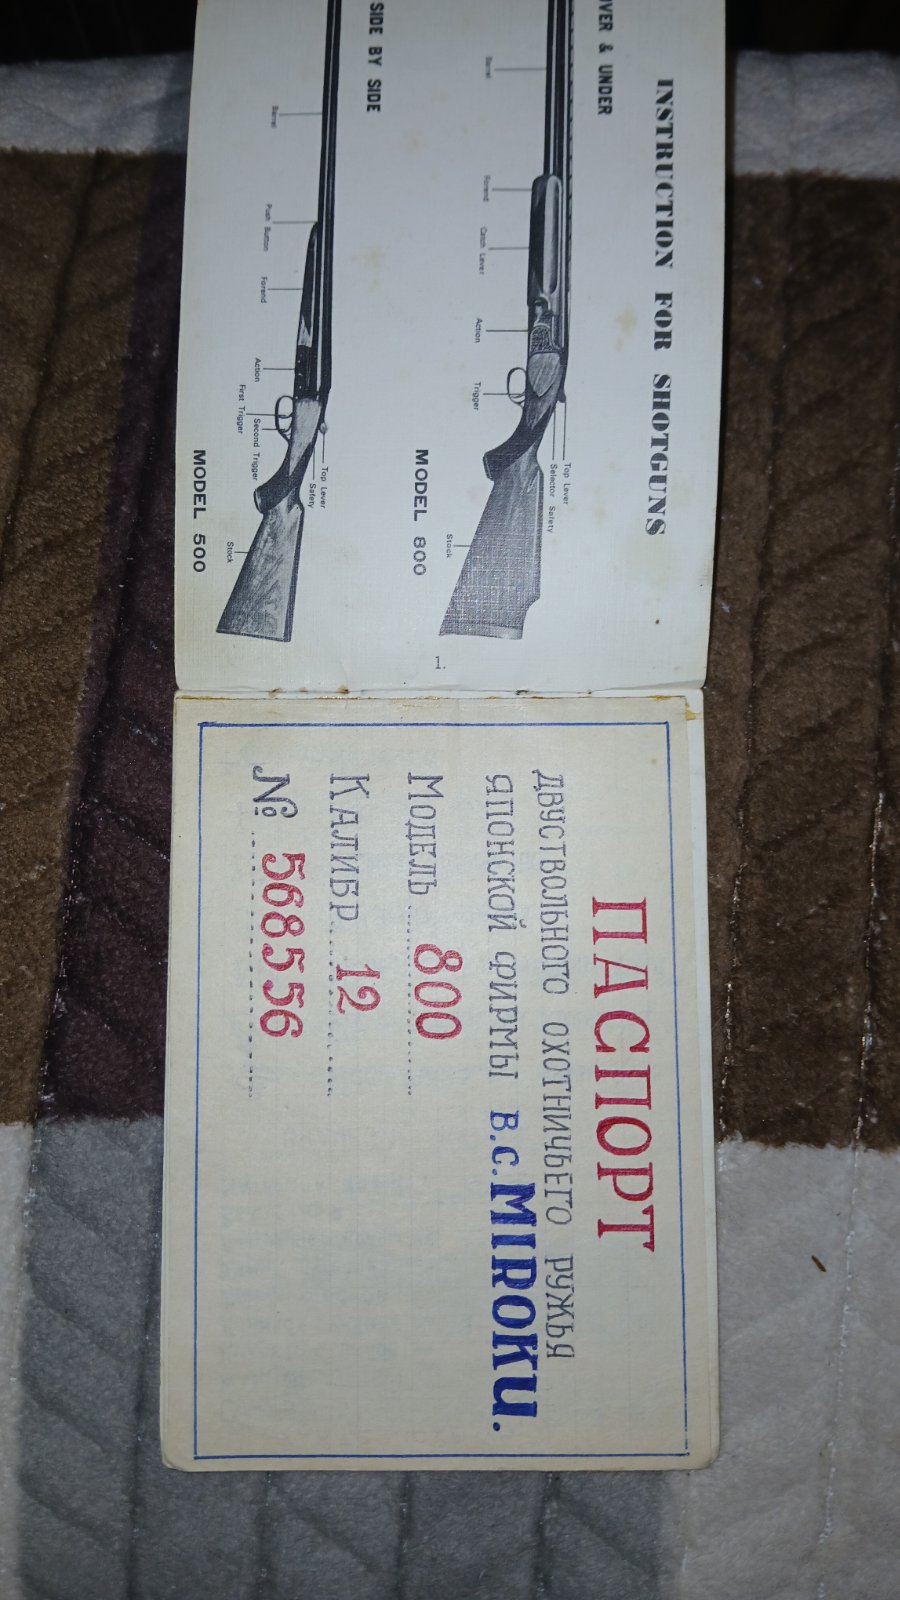 INSTRUCTION FOR SHOTGUNS
& UNDER
Barrel
Forend
Catch Lever
Action
Trigger
Top Lever
Selector Safety
Stock
MODEL 800
SIDE BY SIDE
Barrel
Push Button
Forend
Action
First Trigger
Second Trigger
Top Lever
Safety
Stock
MODEL 500
1
ПАСПОРТ
ДВУСТВОЛЬНОГО ОХОТНИЧЬЕГО РУЖЬЯ
ЯПОНСКОЙ ФИРМЫ B.C. MIROKU.
МОДЕЛЬ 800
КАЛИБР 12
№ 568556